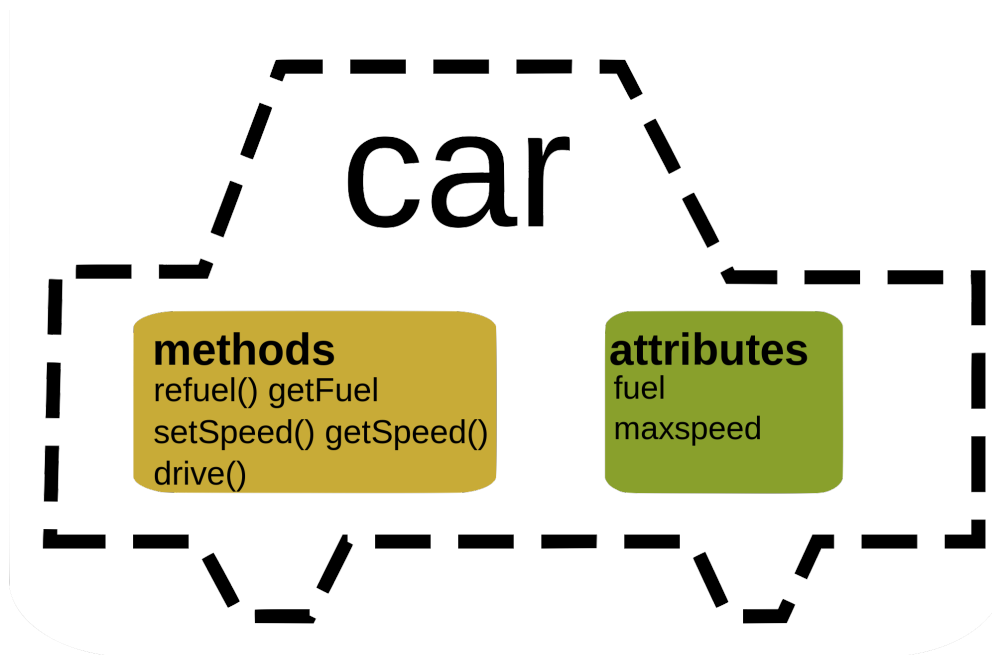 car
methods
refuel() getFuel
setSpeed() getSpeed()
drive()
attributes
fuel
maxspeed